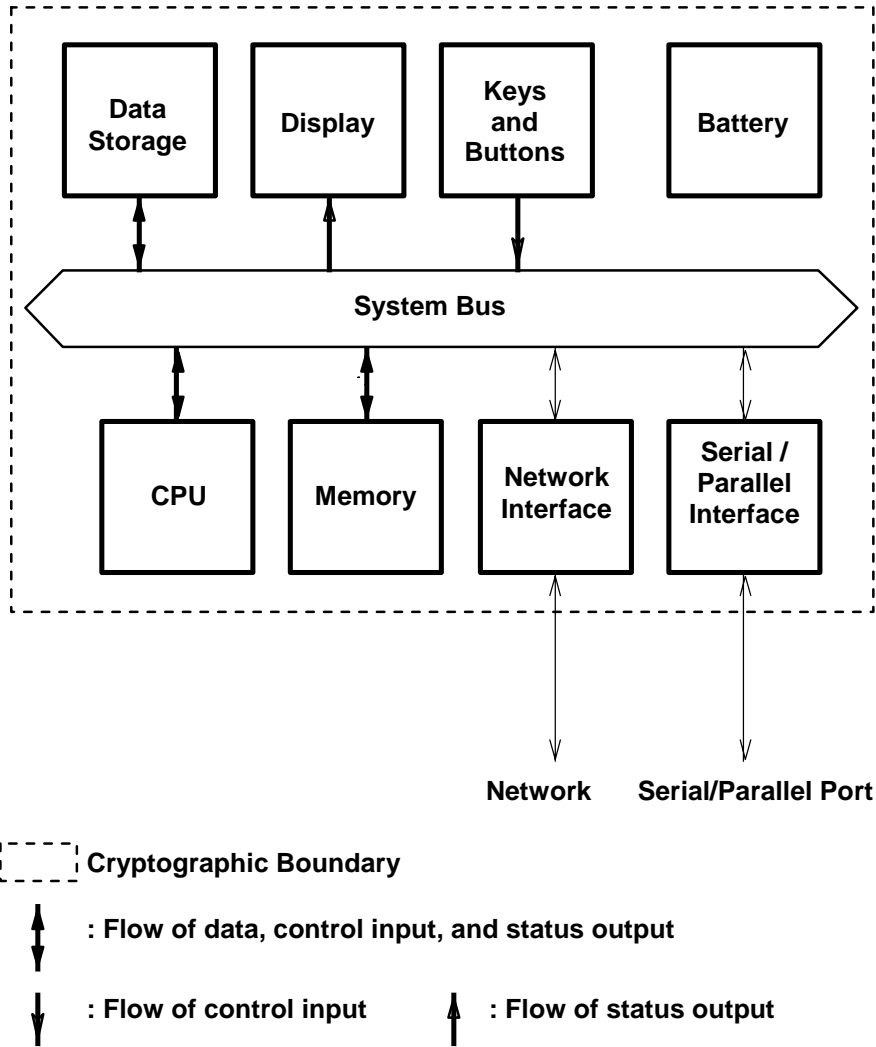 Data
Storage
Display
Keys
and
Buttons
Battery
System Bus
CPU
Memory
Network
Interface
Serial /
Parallel
Interface
Network
Serial/Parallel Port
Cryptographic Boundary
: Flow of data, control input, and status output
: Flow of control input
: Flow of status output